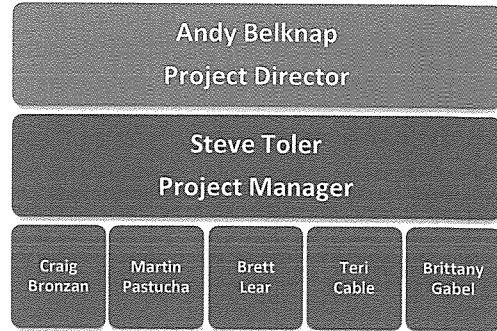 Andy Belknap
Project Director
Steve Toler
Project Manager
Craig
Bronzan
Martin
Pastucha
Brett
Lear
Teri
Cable
Brittany
Gabel